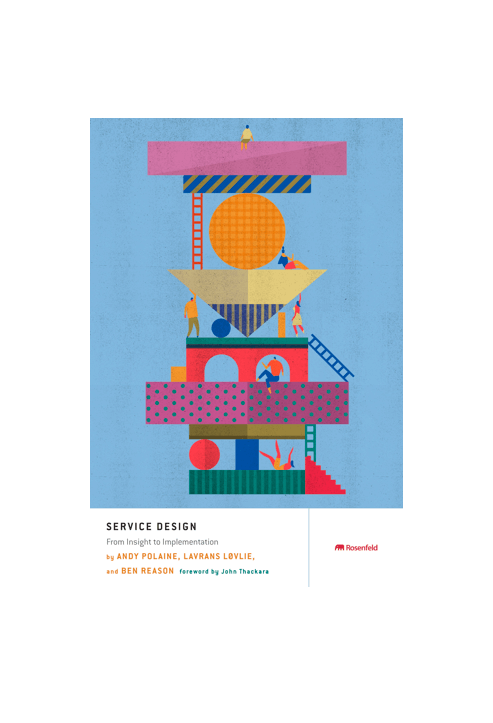 SERVICE DESIGN
From Insight to Implementation
by ANDY POLAINE, LAVRANS LØVLIE,
and BEN REASON foreword by John Thackara
Rosenfeld